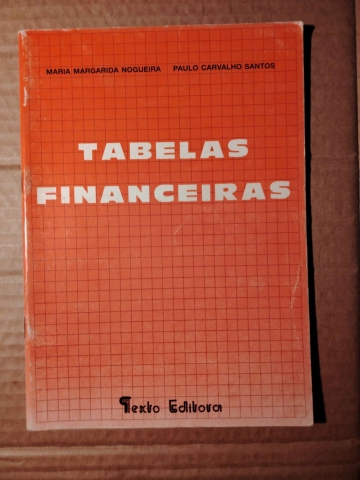 MARIA MARGARIDA NOGUEIRA PAULO CARVALHO SANTOS
TABELAS
FINANCEIRAS
Texto Editora